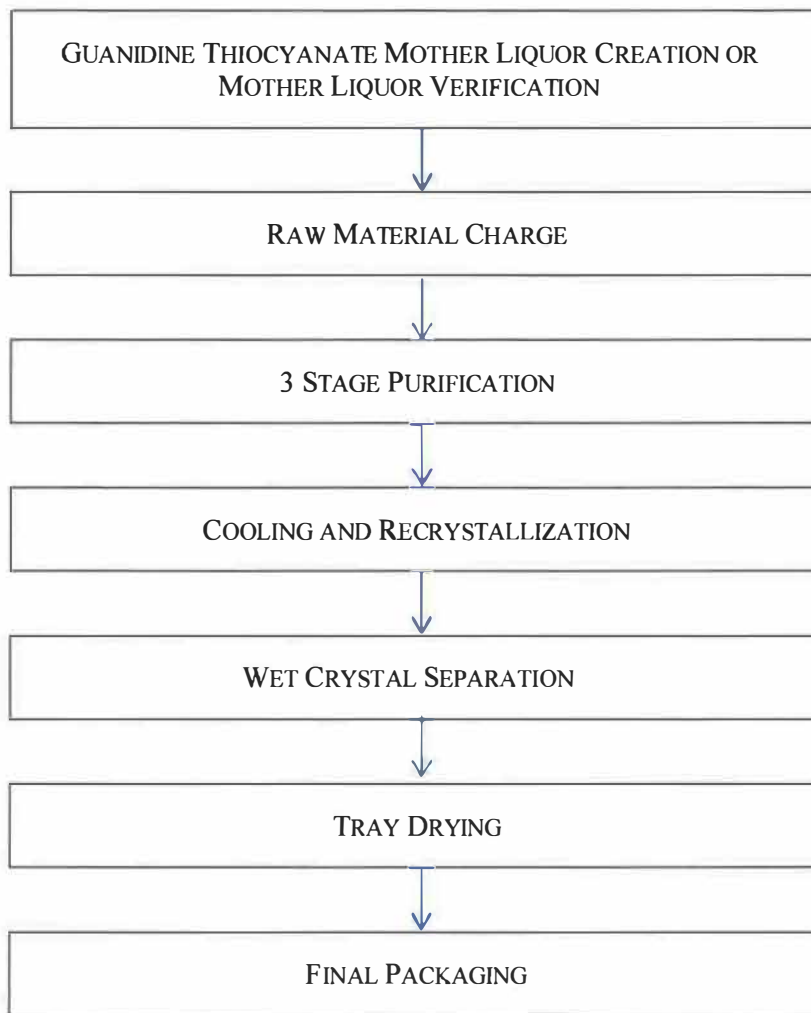 GUANIDINE THIOCYANATE MOTHER LIQUOR CREATION OR
MOTHER LIQUOR VERIFICATION
RAW MATERIAL CHARGE
3 STAGE PURIFICATION
COOLING AND RECRYSTALLIZATION
WET CRYSTAL SEPARATION
TRAY DRYING
FINAL PACKAGING